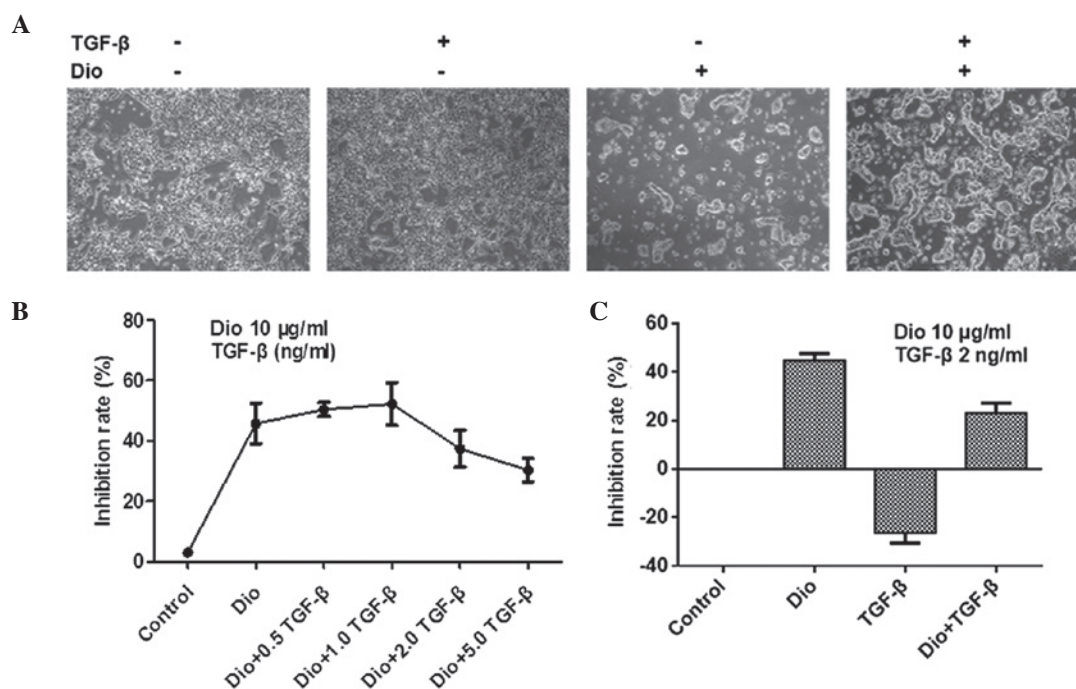 A
TGF-β - + - +
Dio - - + +
B
Dio 10 µg/ml
TGF-β (ng/ml)
Inhibition rate (%)
80
60
40
20
0
Control
Dio
Dio+0.5 TGF-β
Dio+1.0 TGF-β
Dio+2.0 TGF-β
Dio+5.0 TGF-β
C
Dio 10 µg/ml
TGF-β 2 ng/ml
Inhibition rate (%)
60
40
20
0
-20
-40
Control
Dio
TGF-β
Dio+TGF-β